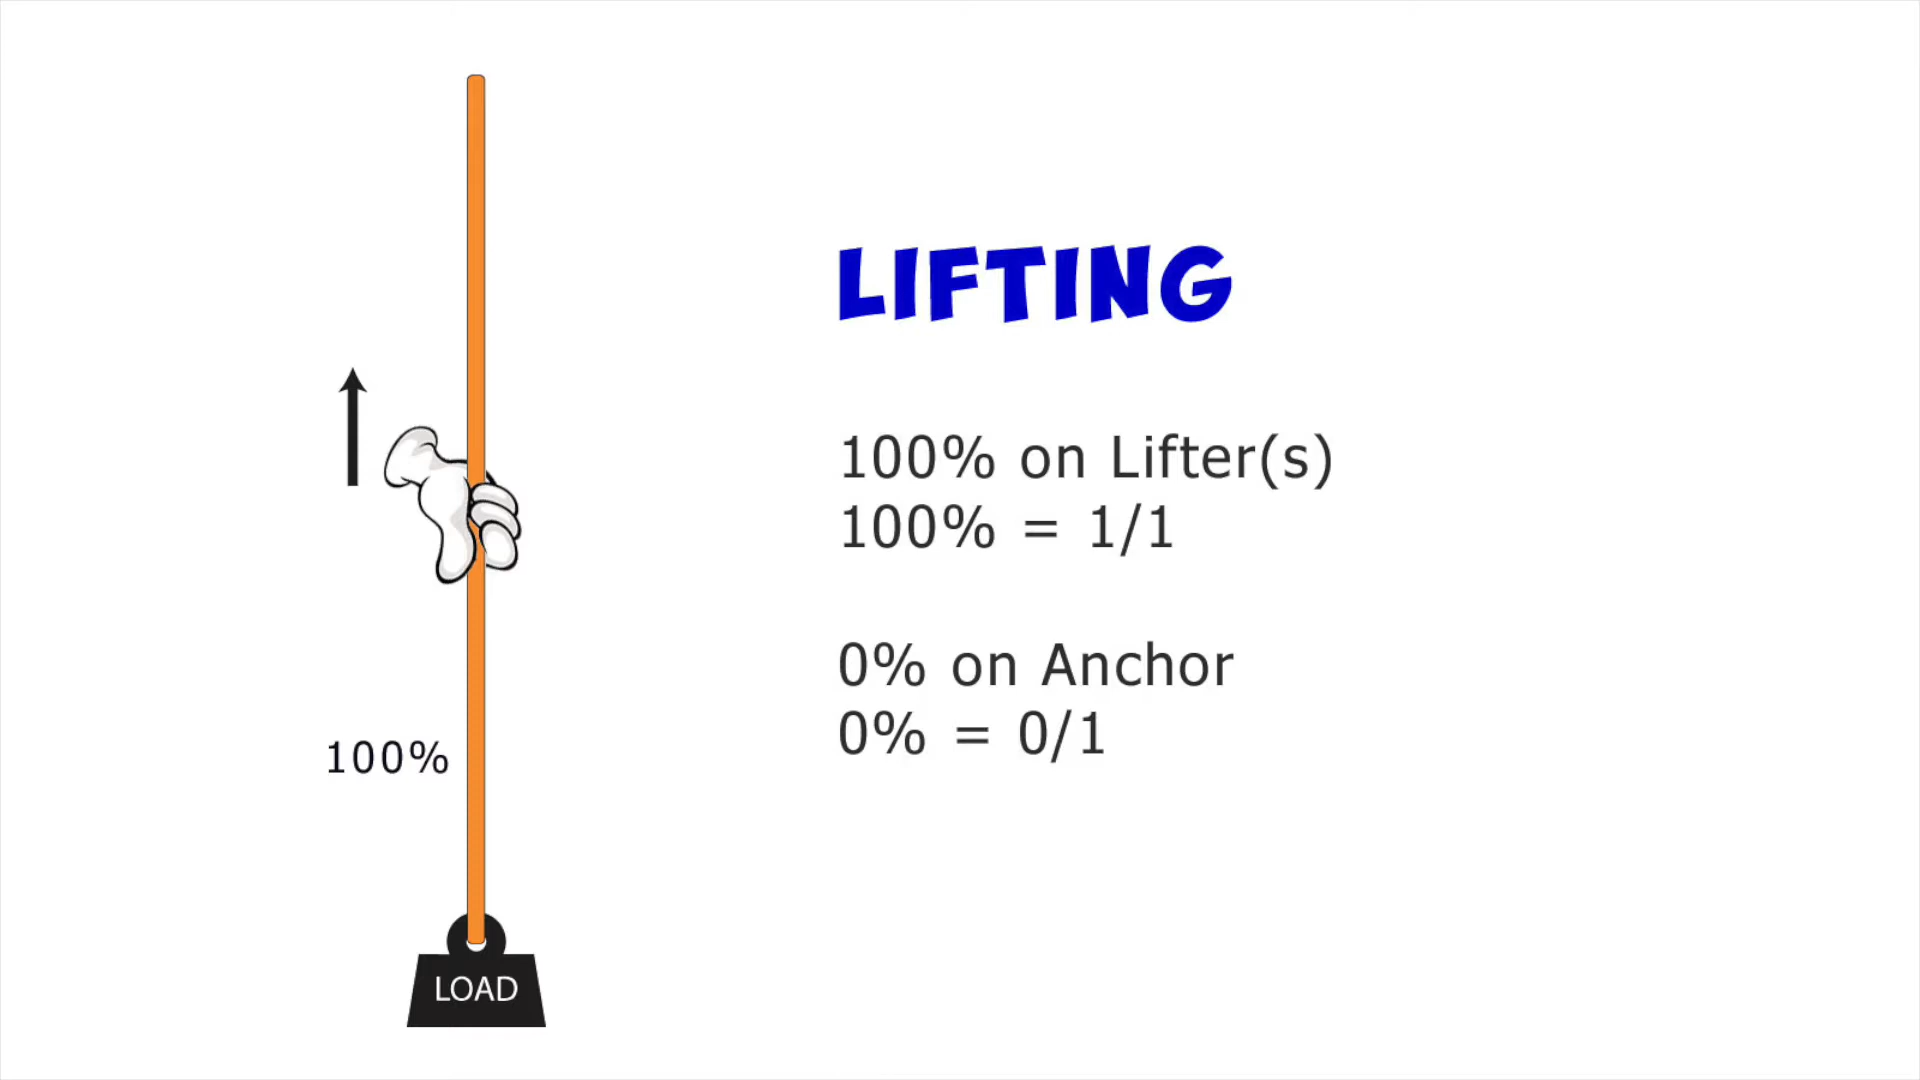 LIFTING
100% on Lifter(s)
100% = 1/1
0% on Anchor
0% = 0/1
100%
LOAD